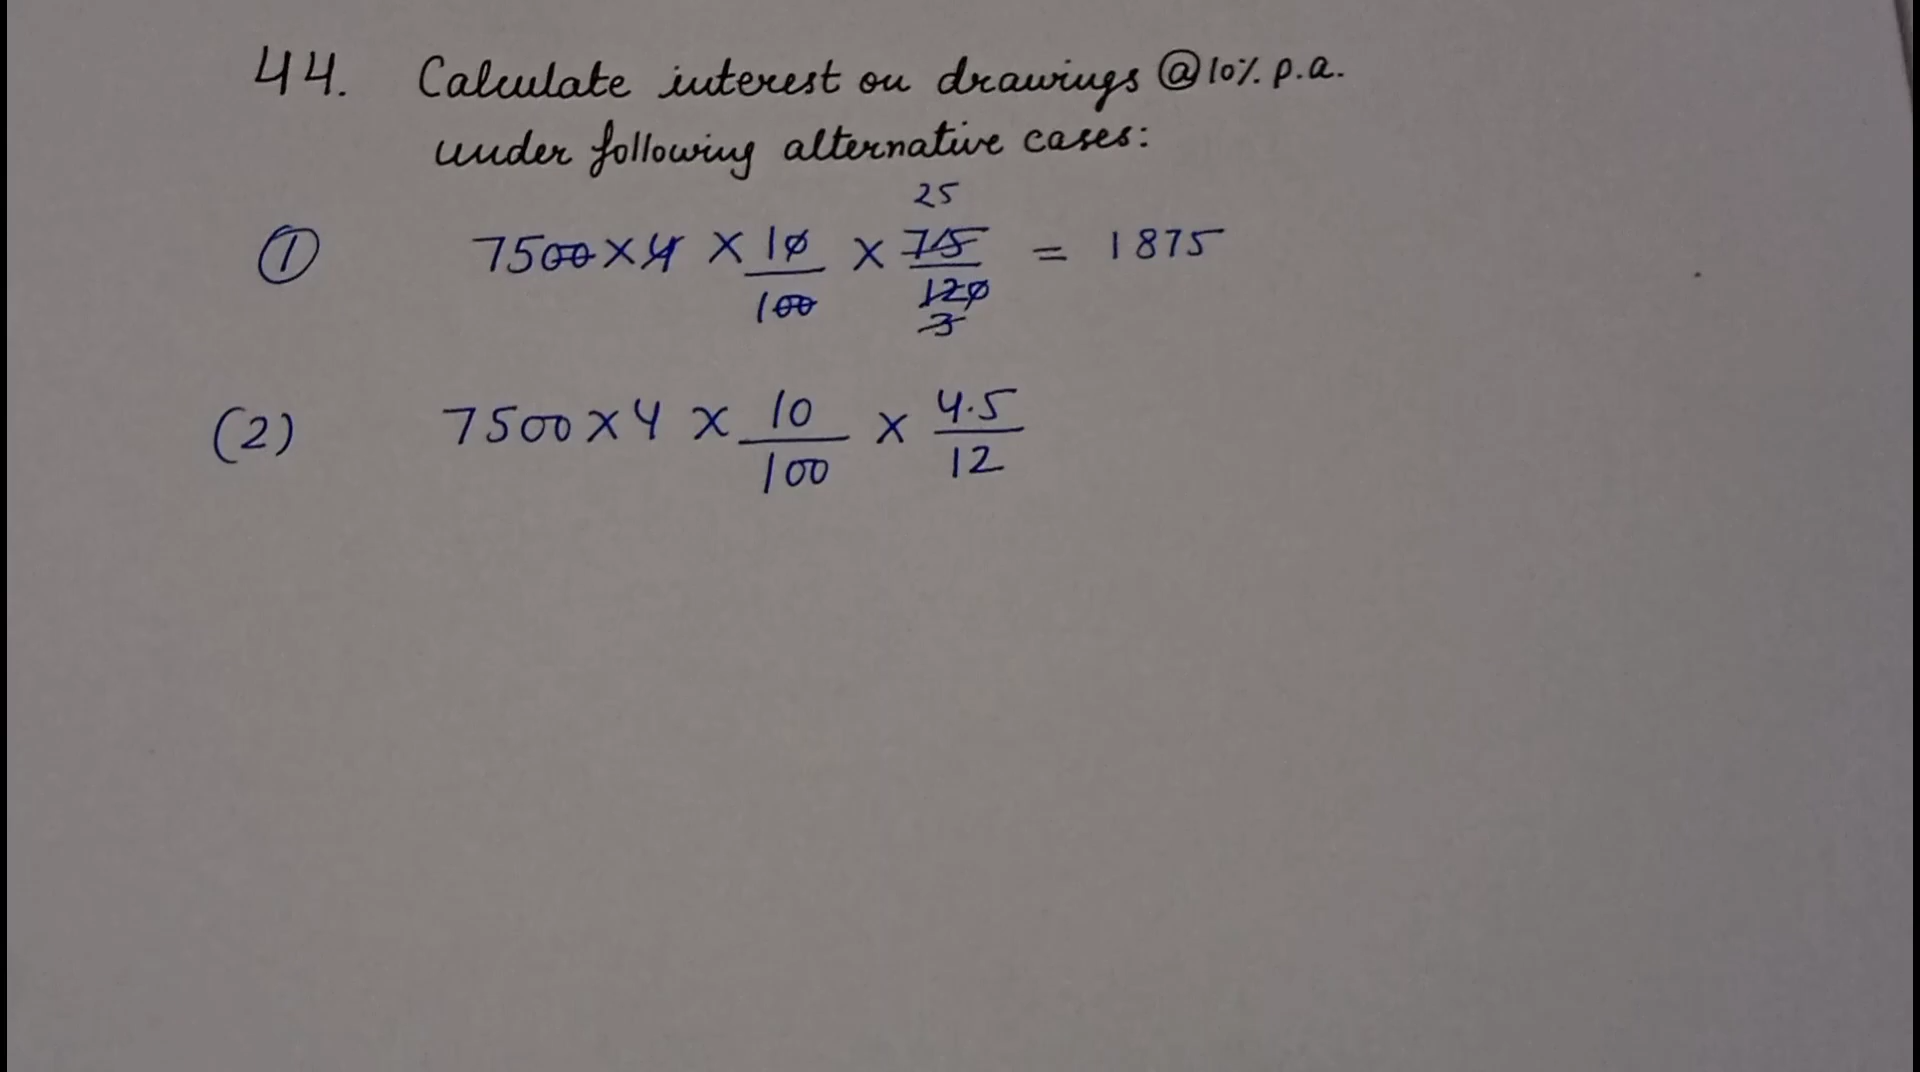 44. Calculate interest on drawings @10% p.a.
under following alternative cases:
25
① 7500 × 4 × 10/100 × 75/120 = 1875
3
(2) 7500 × 4 × 10/100 × 4.5/12